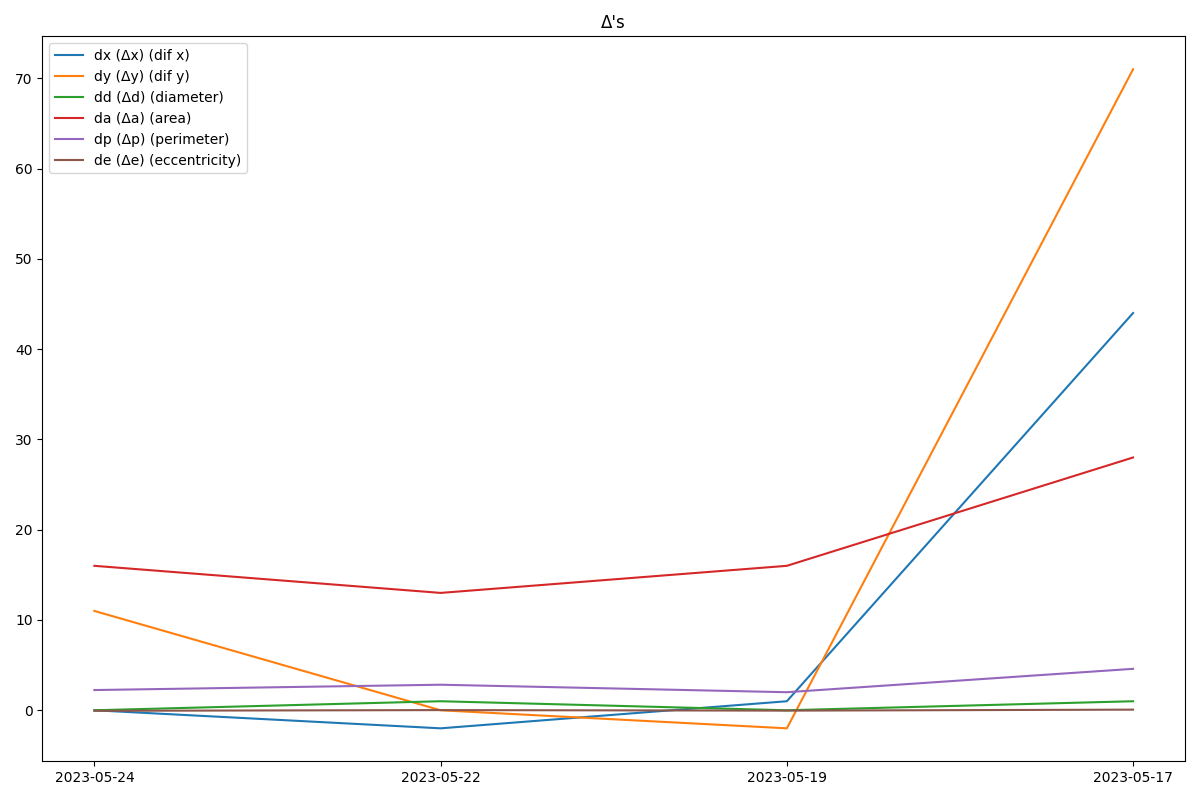 Δ's
dx (Δx) (dif x)
dy (Δy) (dif y)
dd (Δd) (diameter)
da (Δa) (area)
dp (Δp) (perimeter)
de (Δe) (eccentricity)
70
60
50
40
30
20
10
0
2023-05-24 2023-05-22 2023-05-19 2023-05-17